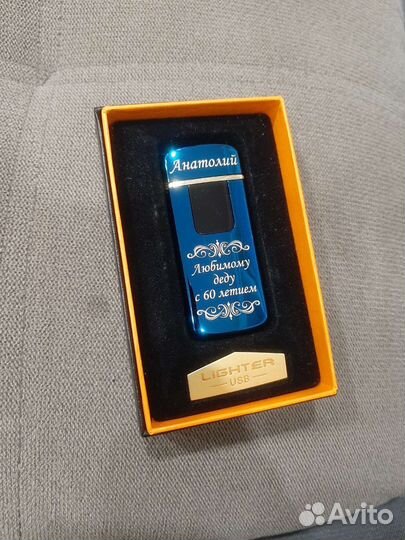 Анатолий
Любимому
деду
с 60 летием
LIGHTER
USB
Avito